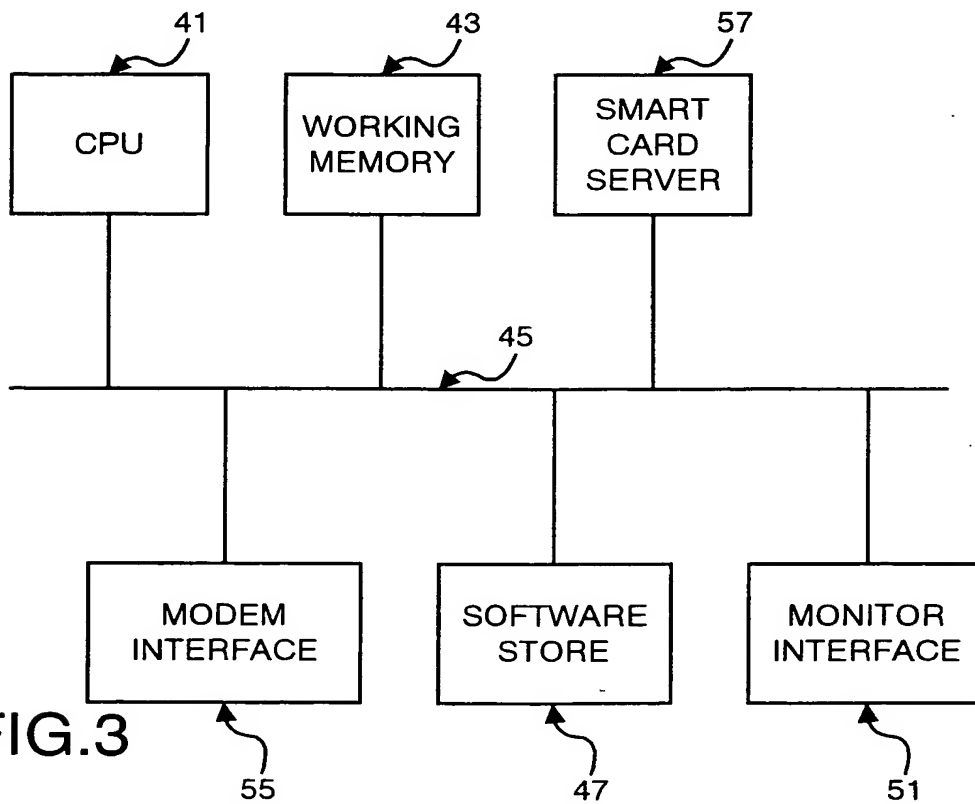 41
43
57
CPU
WORKING
MEMORY
SMART
CARD
SERVER
45
MODEM
INTERFACE
SOFTWARE
STORE
MONITOR
INTERFACE
FIG.3
55
47
51